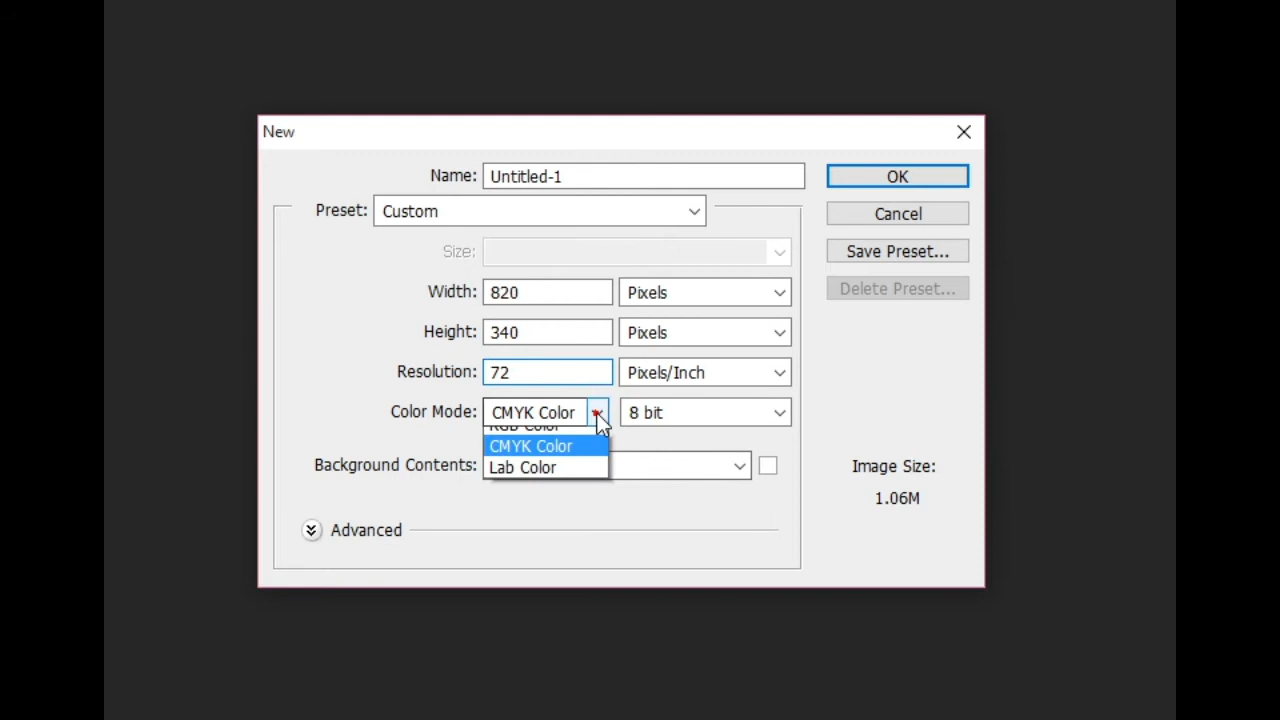 New
Name: Untitled-1
OK
Preset: Custom
Cancel
Size:
Save Preset...
Width: 820 Pixels
Delete Preset...
Height: 340 Pixels
Resolution: 72 Pixels/Inch
Color Mode: CMYK Color 8 bit
RGB Color
CMYK Color
Background Contents:
Lab Color
Image Size:
1.06M
Advanced